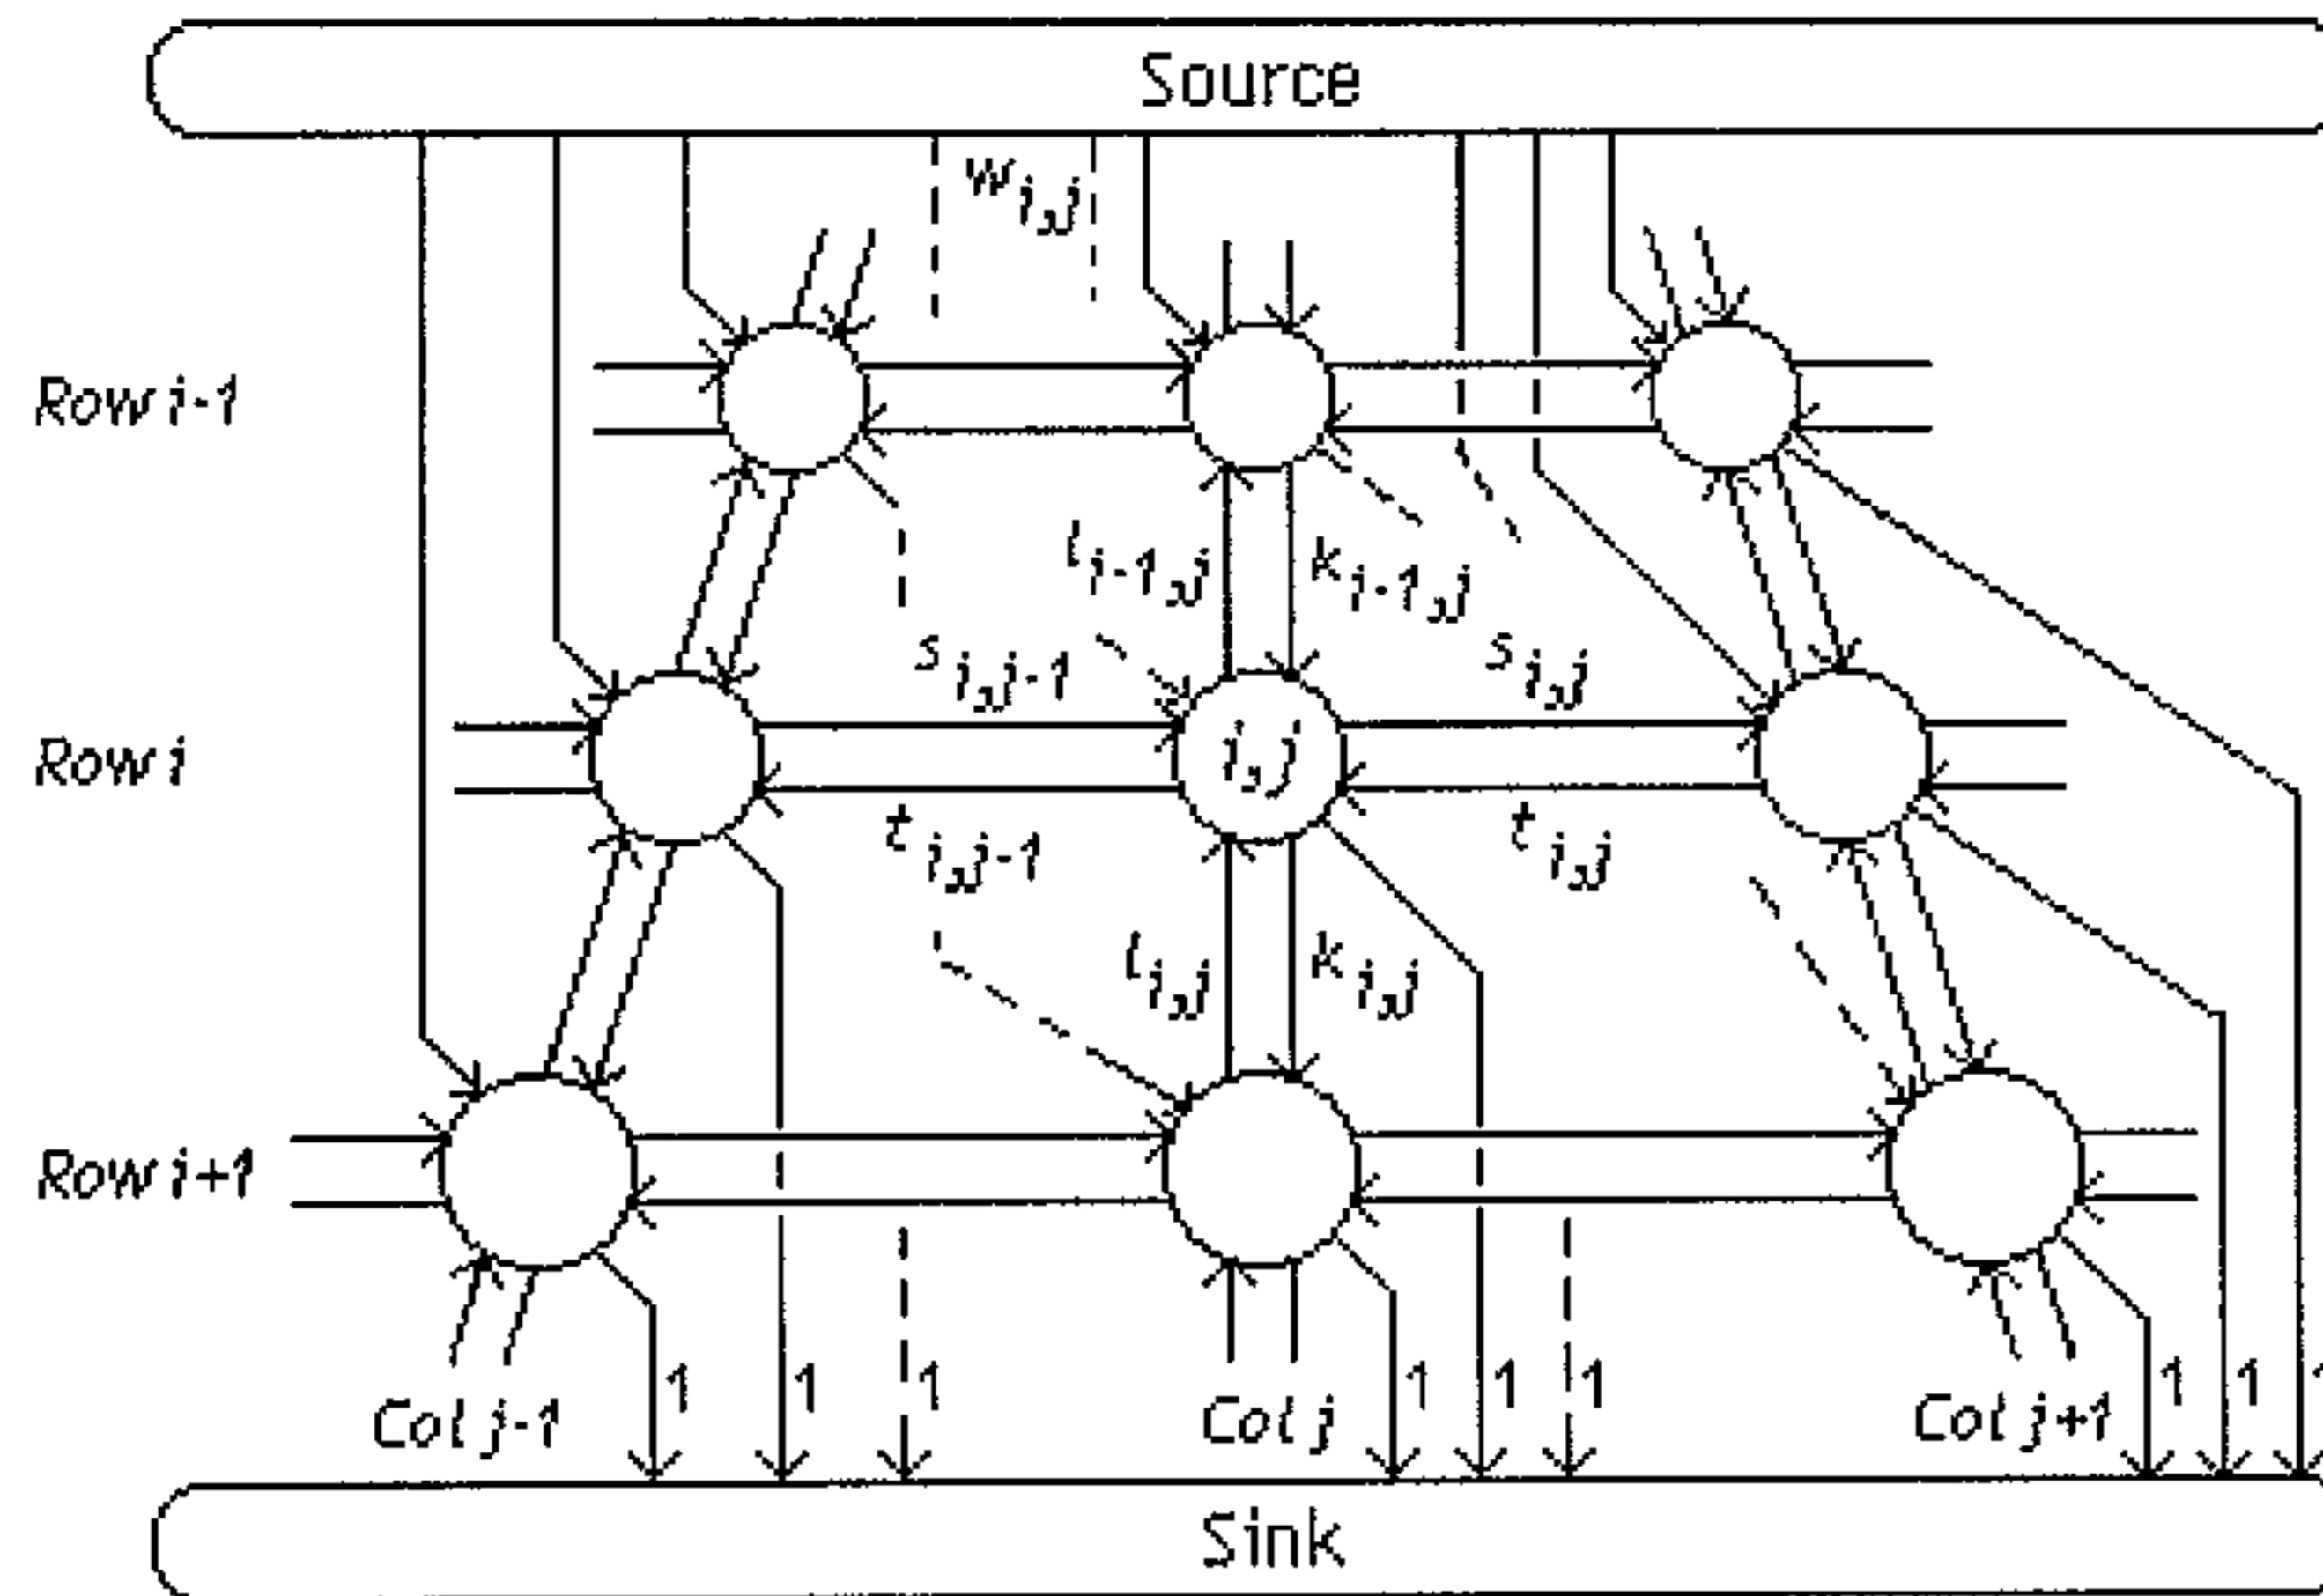 Source
w i,j
Row i-1
l i-1,j k i-1,j
s i,j-1 s i,j
Row i
i,j
t i,j-1 t i,j
l i,j k i,j
Row i+1
1 1 1 1 1 1 1 1 1
Col j-1 Col j Col j+1
Sink